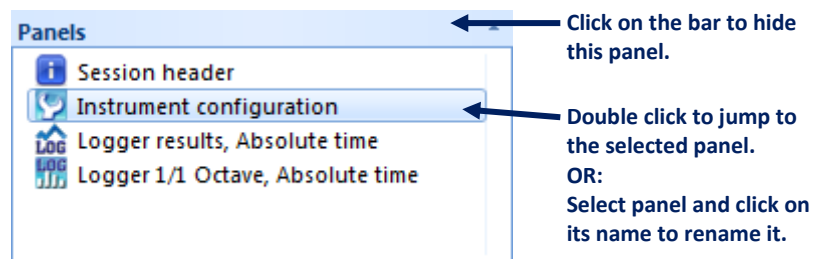 Panels
Session header
Instrument configuration
LOG Logger results, Absolute time
LOG Logger 1/1 Octave, Absolute time
Click on the bar to hide
this panel.
Double click to jump to
the selected panel.
OR:
Select panel and click on
its name to rename it.